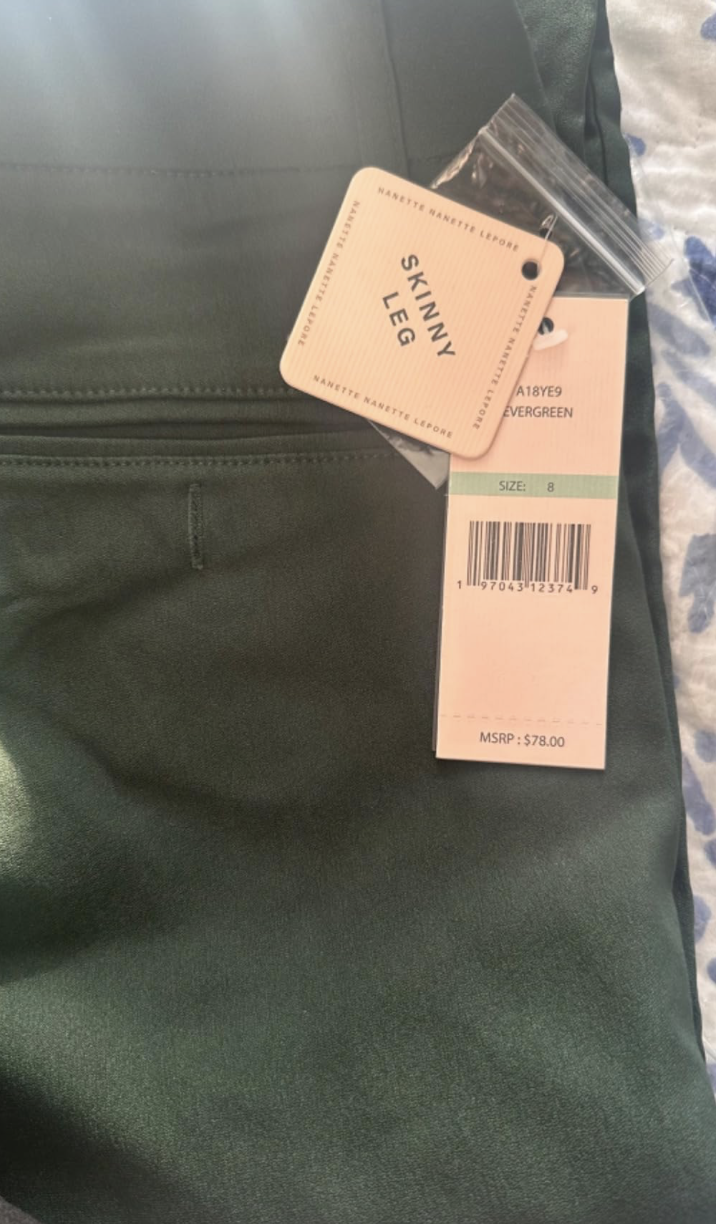 NANETTE NANETTE LEPORE
NANETTE NANETTE LEPORE
SKINNY
LEG
NANETTE NANETTE LEPORE
NANETTE NANETTE LEPORE
A18YE9
EVERGREEN
SIZE: 8
1 97043 12374 9
MSRP : $78.00